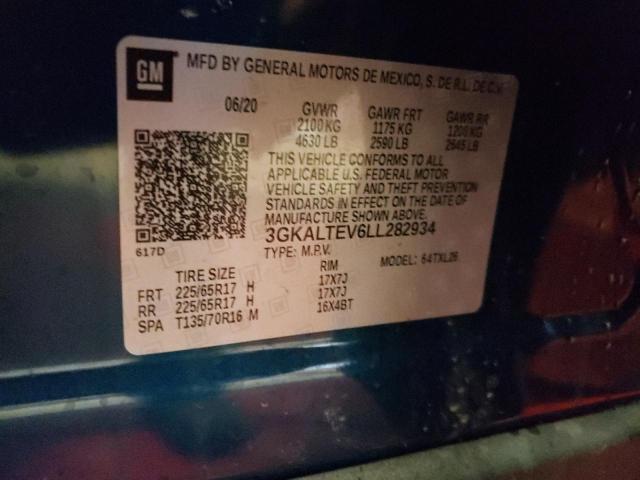 GM MFD BY GENERAL MOTORS DE MEXICO, S. DE R.L. DE C.V.
06/20 GVWR GAWR FRT GAWR RR
2100 KG 1175 KG 1200 KG
4630 LB 2590 LB 2645 LB
THIS VEHICLE CONFORMS TO ALL
APPLICABLE U.S. FEDERAL MOTOR
VEHICLE SAFETY AND THEFT PREVENTION
STANDARDS IN EFFECT ON THE DATE OF
MANUFACTURE SHOWN ABOVE.
3GKALTEV6LL282934
617D TYPE: M.P.V. MODEL: 64TXL26
TIRE SIZE RIM
FRT 225/65R17 H 17X7J
RR 225/65R17 H 17X7J
SPA T135/70R16 M 16X4BT